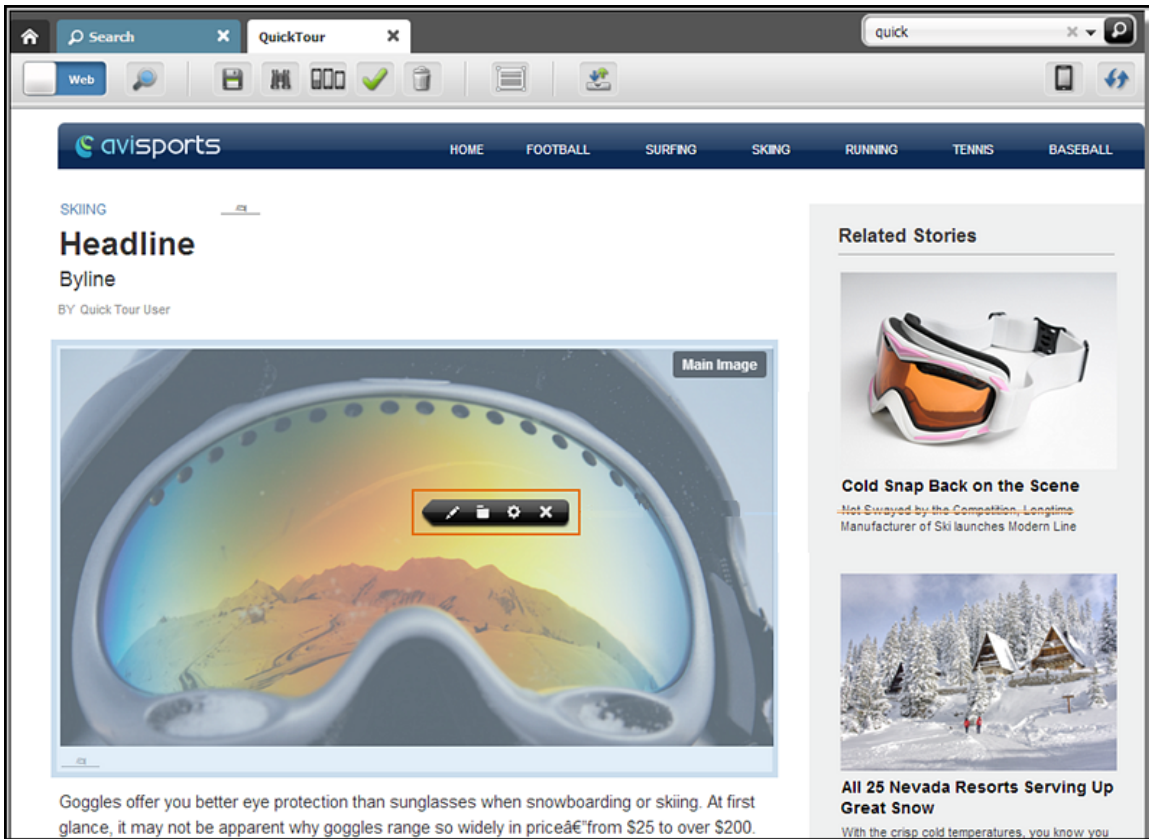 Search
QuickTour
quick
Web
avisports
HOME FOOTBALL SURFING SKIING RUNNING TENNIS BASEBALL
SKIING
Headline
Byline
BY Quick Tour User
Main Image
Goggles offer you better eye protection than sunglasses when snowboarding or skiing. At first
glance, it may not be apparent why goggles range so widely in priceâ€"from $25 to over $200.
Related Stories
Cold Snap Back on the Scene
Not Swayed by the Competition, Longtime
Manufacturer of Ski launches Modern Line
All 25 Nevada Resorts Serving Up
Great Snow
With the crisp cold temperatures, you know you